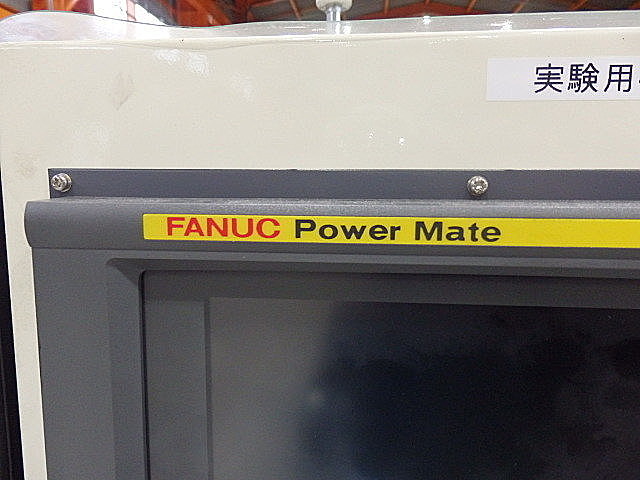 実験用
FANUC Power Mate